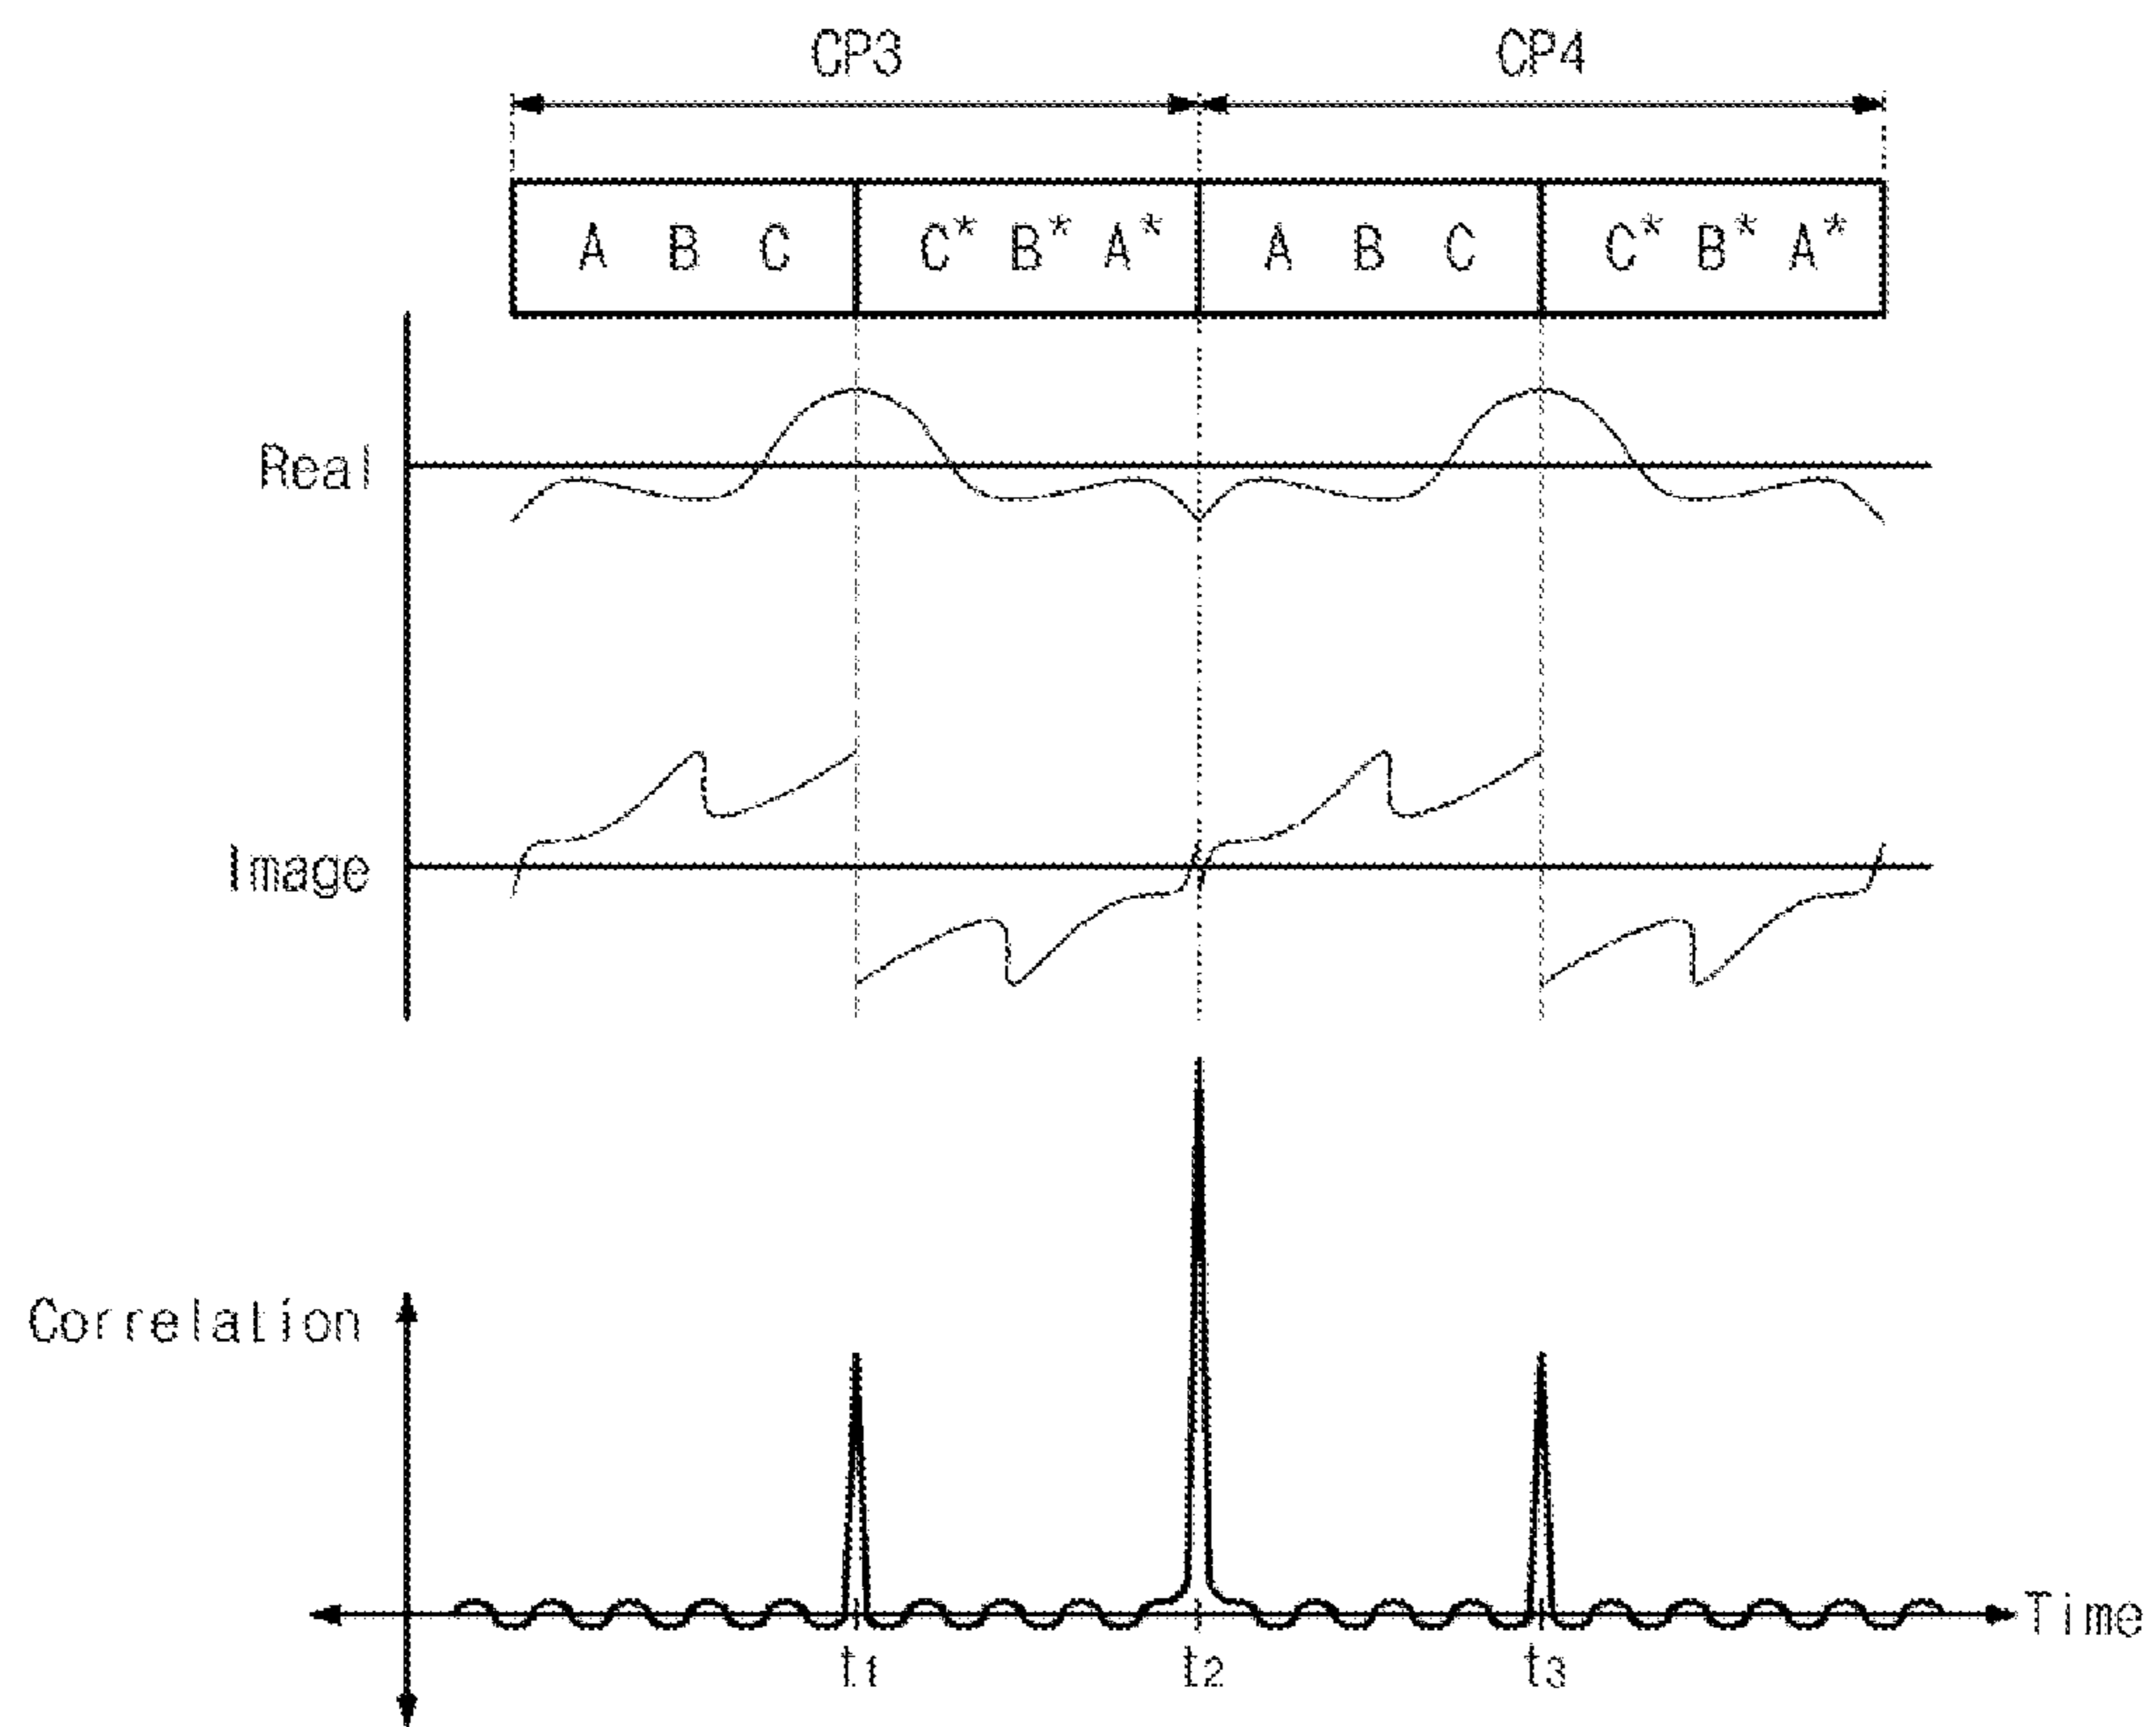 CP3 CP4
A B C C* B* A* A B C C* B* A*
Real
Image
Correlation
Time
t1 t2 t3